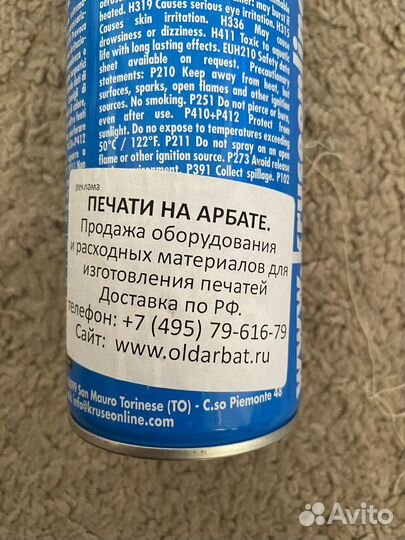 heated. H319 Causes serious eye irritation. H315
Causes skin irritation. H336 May cause
drowsiness or dizziness. H411 Toxic to aquatic
life with long lasting effects. EUH210 Safety data
sheet available on request. Precautionary
statements: P210 Keep away from heat, hot
surfaces, sparks, open flames and other ignition
sources. No smoking. P251 Do not pierce or burn,
even after use. P410+P412 Protect from
sunlight. Do no expose to temperatures exceeding
50°C / 122°F. P211 Do not spray on an open
flame or other ignition source. P273 Avoid release
P391 Collect spillage. P102
реклама
ПЕЧАТИ НА АРБАТЕ.
Продажа оборудования
и расходных материалов для
изготовления печатей
Доставка по РФ.
телефон: +7 (495) 79-616-79
Сайт: www.oldarbat.ru
San Mauro Torinese (TO) - C.so Piemonte 48
info@kruseonline.com
www.
Avito